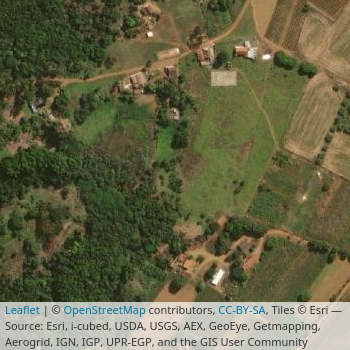 Leaflet | © OpenStreetMap contributors, CC-BY-SA, Tiles © Esri —
Source: Esri, i-cubed, USDA, USGS, AEX, GeoEye, Getmapping,
Aerogrid, IGN, IGP, UPR-EGP, and the GIS User Community